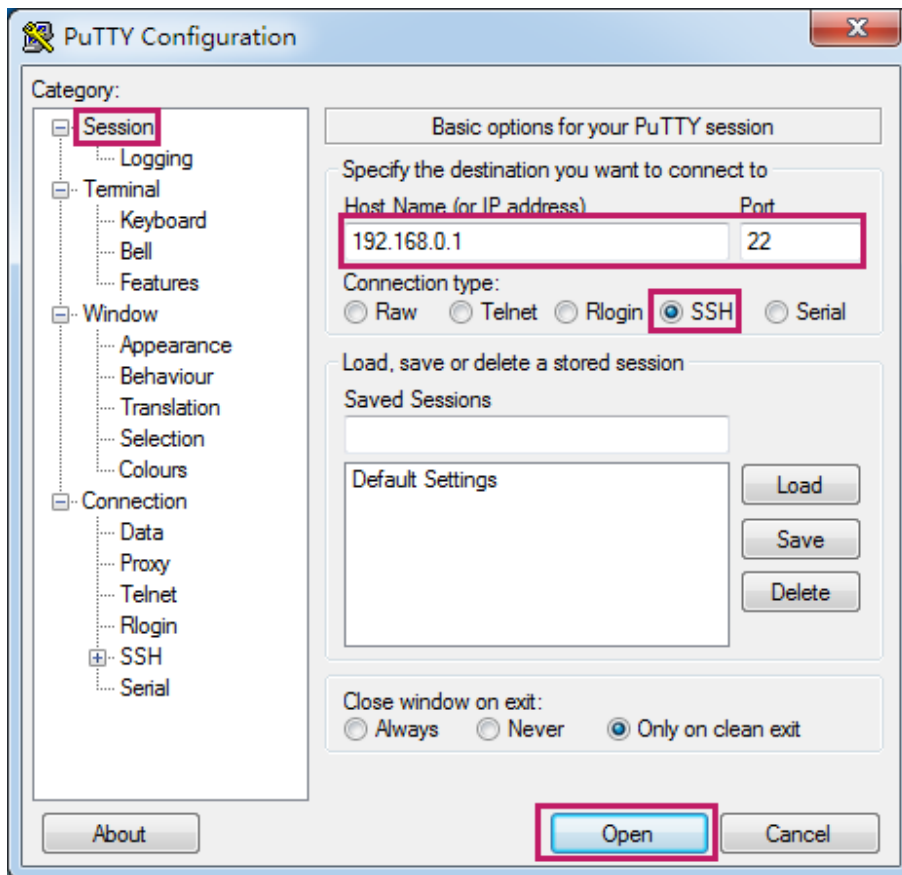 PuTTY Configuration
Category:
Session
Logging
Terminal
Keyboard
Bell
Features
Window
Appearance
Behaviour
Translation
Selection
Colours
Connection
Data
Proxy
Telnet
Rlogin
SSH
Serial
Basic options for your PuTTY session
Specify the destination you want to connect to
Host Name (or IP address) Port
192.168.0.1 22
Connection type:
Raw Telnet Rlogin SSH Serial
Load, save or delete a stored session
Saved Sessions
Default Settings
Load
Save
Delete
Close window on exit:
Always Never Only on clean exit
About Open Cancel